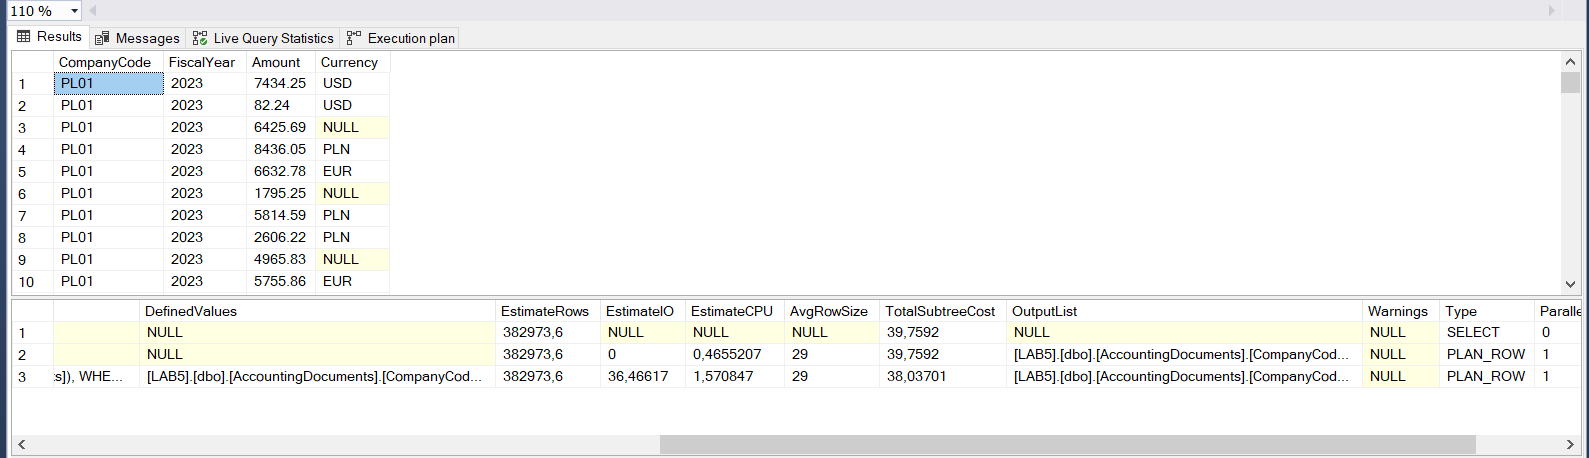 110 %
Results Messages Live Query Statistics Execution plan
CompanyCode FiscalYear Amount Currency
1 PL01 2023 7434.25 USD
2 PL01 2023 82.24 USD
3 PL01 2023 6425.69 NULL
4 PL01 2023 8436.05 PLN
5 PL01 2023 6632.78 EUR
6 PL01 2023 1795.25 NULL
7 PL01 2023 5814.59 PLN
8 PL01 2023 2606.22 PLN
9 PL01 2023 4965.83 NULL
10 PL01 2023 5755.86 EUR
DefinedValues EstimateRows EstimateIO EstimateCPU AvgRowSize TotalSubtreeCost OutputList Warnings Type Paralle
1 NULL 382973,6 NULL NULL NULL 39,7592 NULL NULL SELECT 0
2 NULL 382973,6 0 0,4655207 29 39,7592 [LAB5].[dbo].[AccountingDocuments].[CompanyCod... NULL PLAN_ROW 1
3 ts]), WHE... [LAB5].[dbo].[AccountingDocuments].[CompanyCod... 382973,6 36,46617 1,570847 29 38,03701 [LAB5].[dbo].[AccountingDocuments].[CompanyCod... NULL PLAN_ROW 1